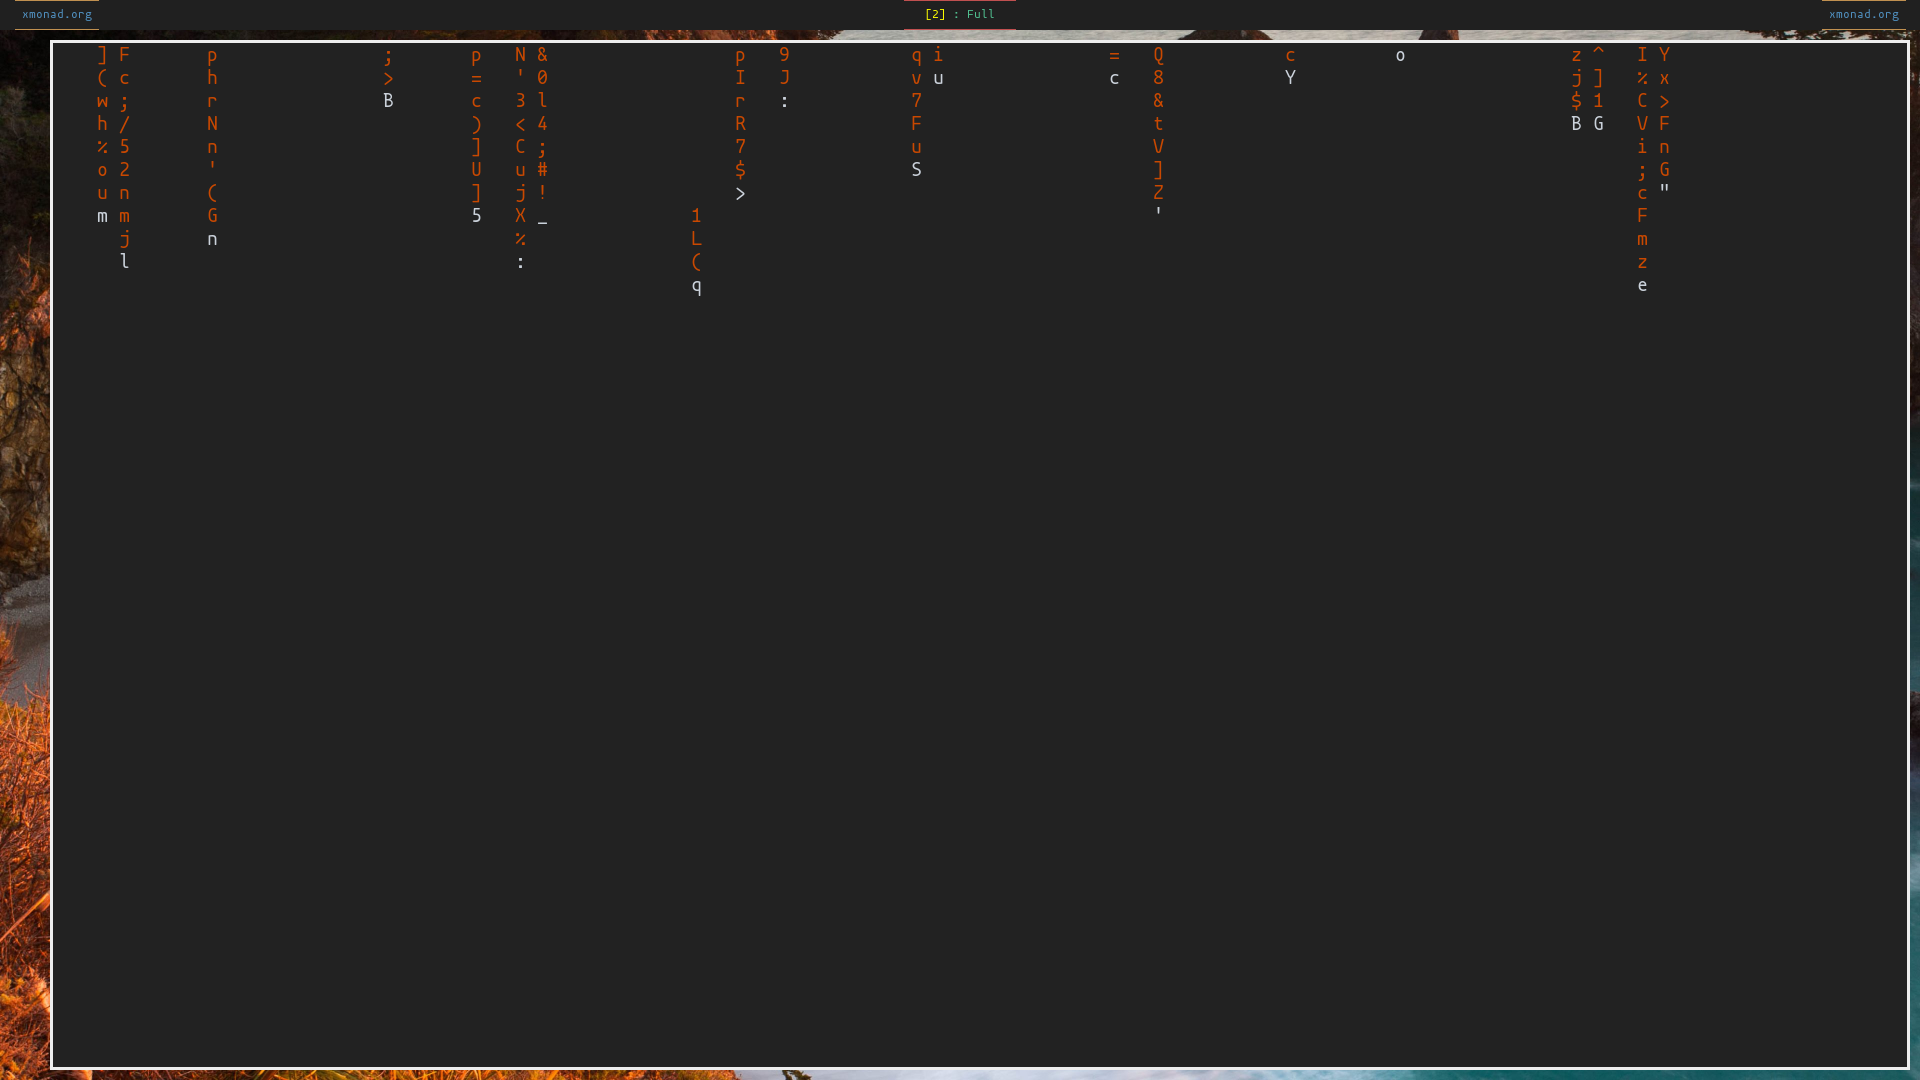 xmonad.org [2] : Full xmonad.org
] F p ; p N & p 9 q i = Q c o z ^ I Y
( c h > = ' 0 I J v u c 8 Y j ] % x
w ; r B c 3 l r : 7 & $ 1 C >
h / N ) < 4 R F t B G V F
% 5 n ] C ; 7 u V i n
o 2 ' U u # $ S ] ; G
u n ( ] j ! > Z c "
m m G 5 X _ 1 ' F
j n % L m
l : ( z
q e